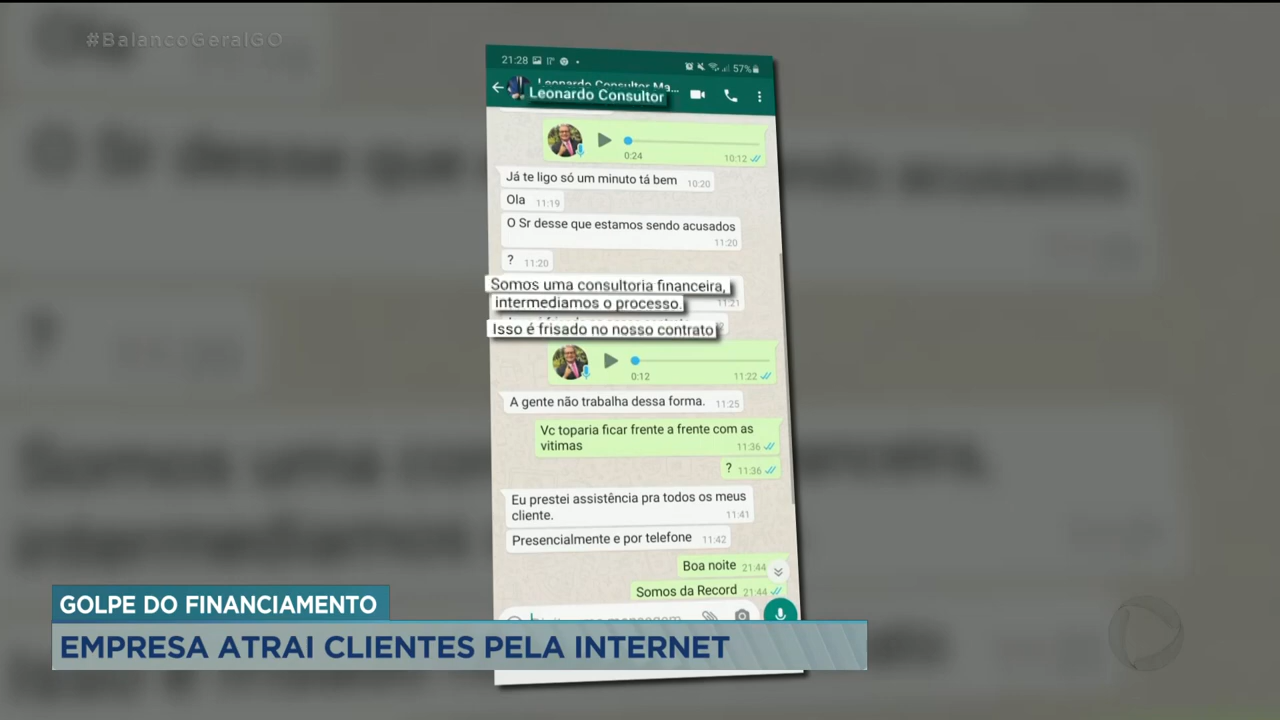 #BalancoGeralGO
21:28
57%
Leonardo Consultor Ma...
Leonardo Consultor
0:24
10:12
Já te ligo só um minuto tá bem 10:20
Ola 11:19
O Sr desse que estamos sendo acusados
11:20
? 11:20
Somos uma consultoria financeira,
intermediamos o processo.
11:21
Isso é frisado no nosso contrato
0:12
11:22
A gente não trabalha dessa forma. 11:25
Vc toparia ficar frente a frente com as
vitimas
11:36
? 11:36
Eu prestei assistência pra todos os meus
cliente.
11:41
Presencialmente e por telefone 11:42
Boa noite 21:44
Somos da Record 21:44
GOLPE DO FINANCIAMENTO
EMPRESA ATRAI CLIENTES PELA INTERNET